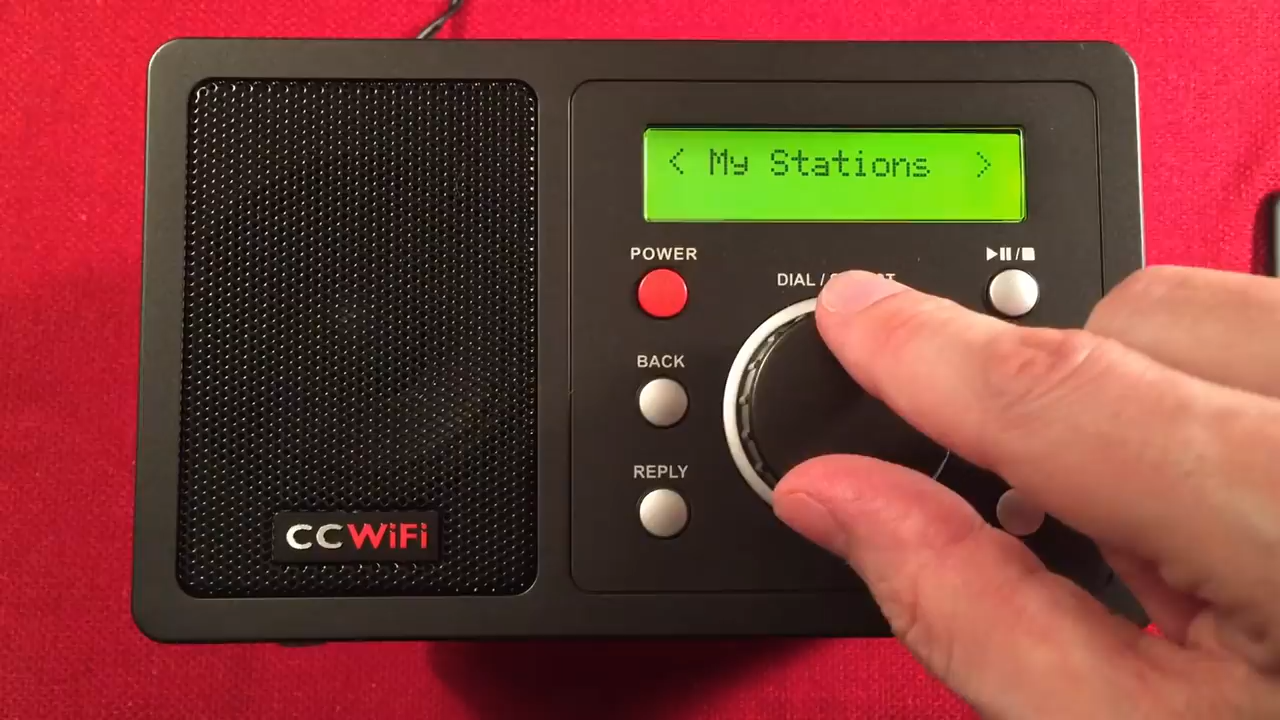 < My Stations >
POWER
DIAL /
BACK
REPLY
CCWiFi